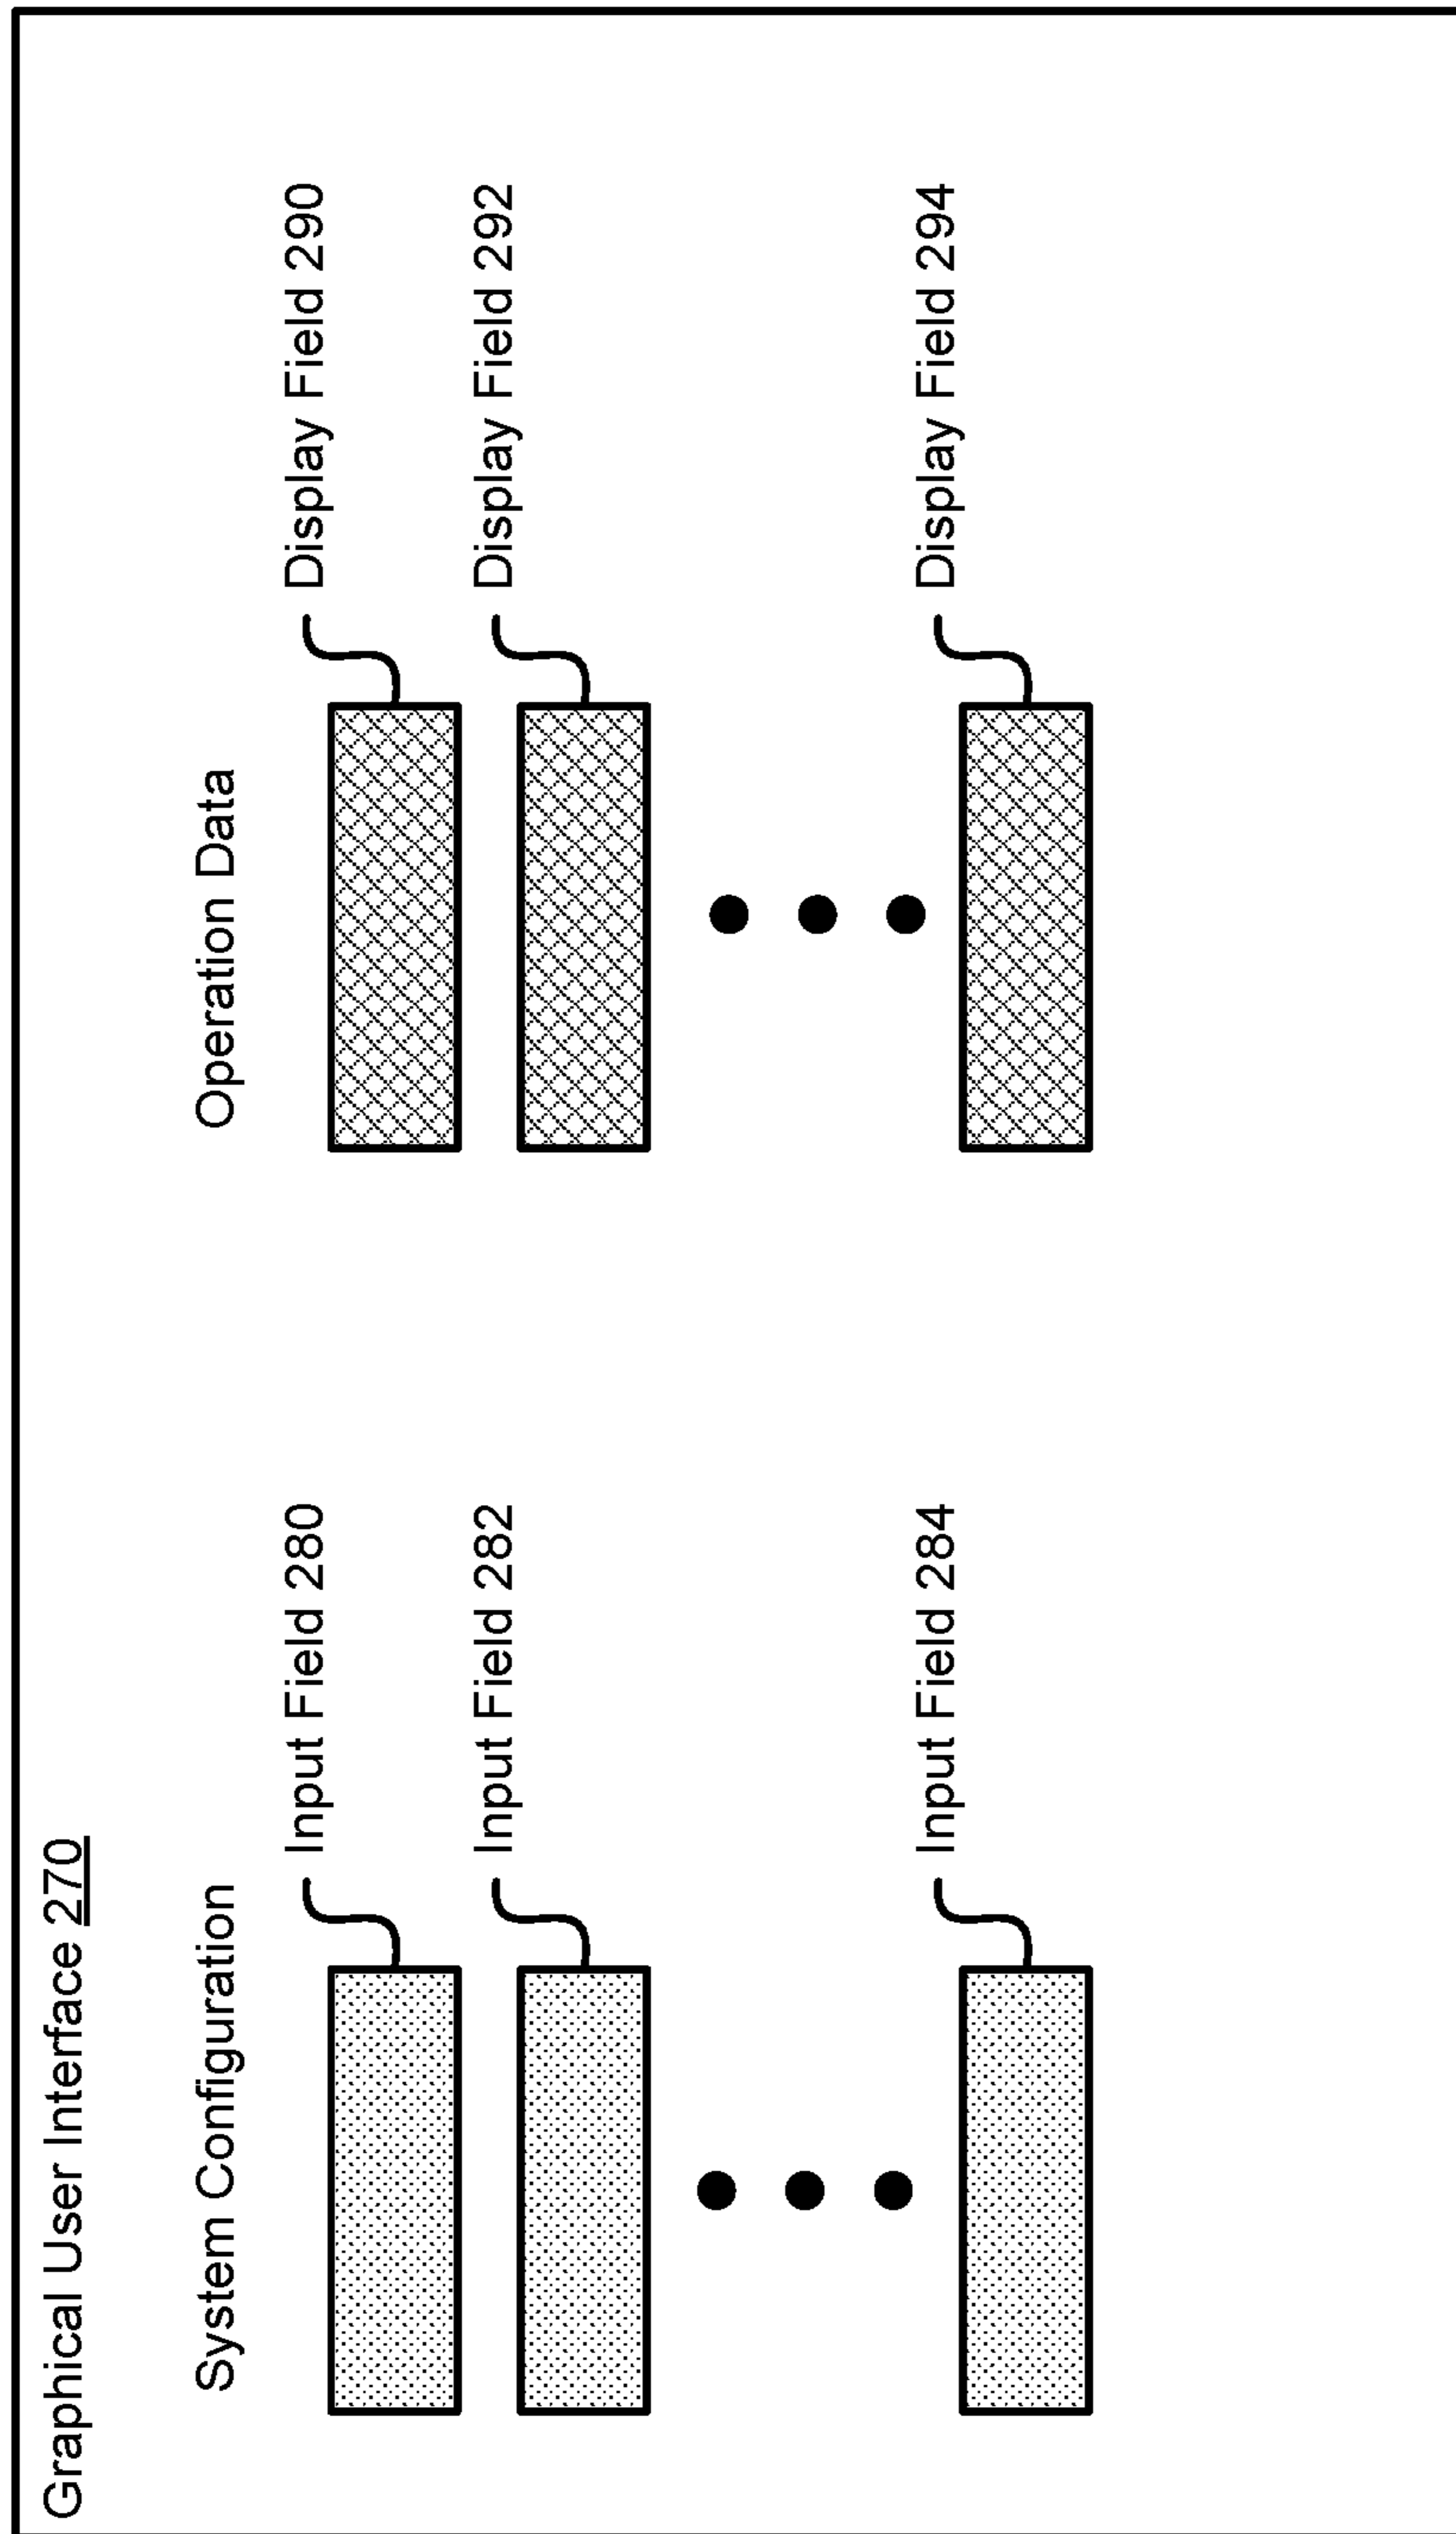 Graphical User Interface 270
System Configuration
Input Field 280
Input Field 282
Input Field 284
Operation Data
Display Field 290
Display Field 292
Display Field 294